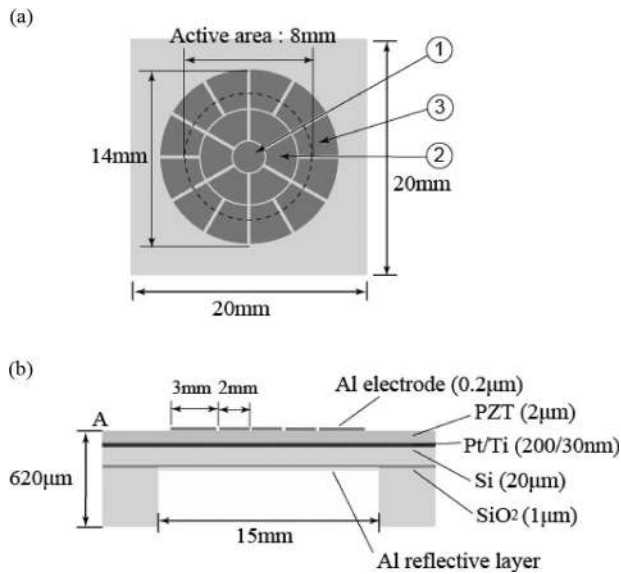 (a)
Active area : 8mm
①
③
②
14mm
20mm
20mm
(b)
3mm
2mm
Al electrode (0.2μm)
PZT (2μm)
A
Pt/Ti (200/30nm)
620μm
Si (20μm)
SiO2 (1μm)
15mm
Al reflective layer